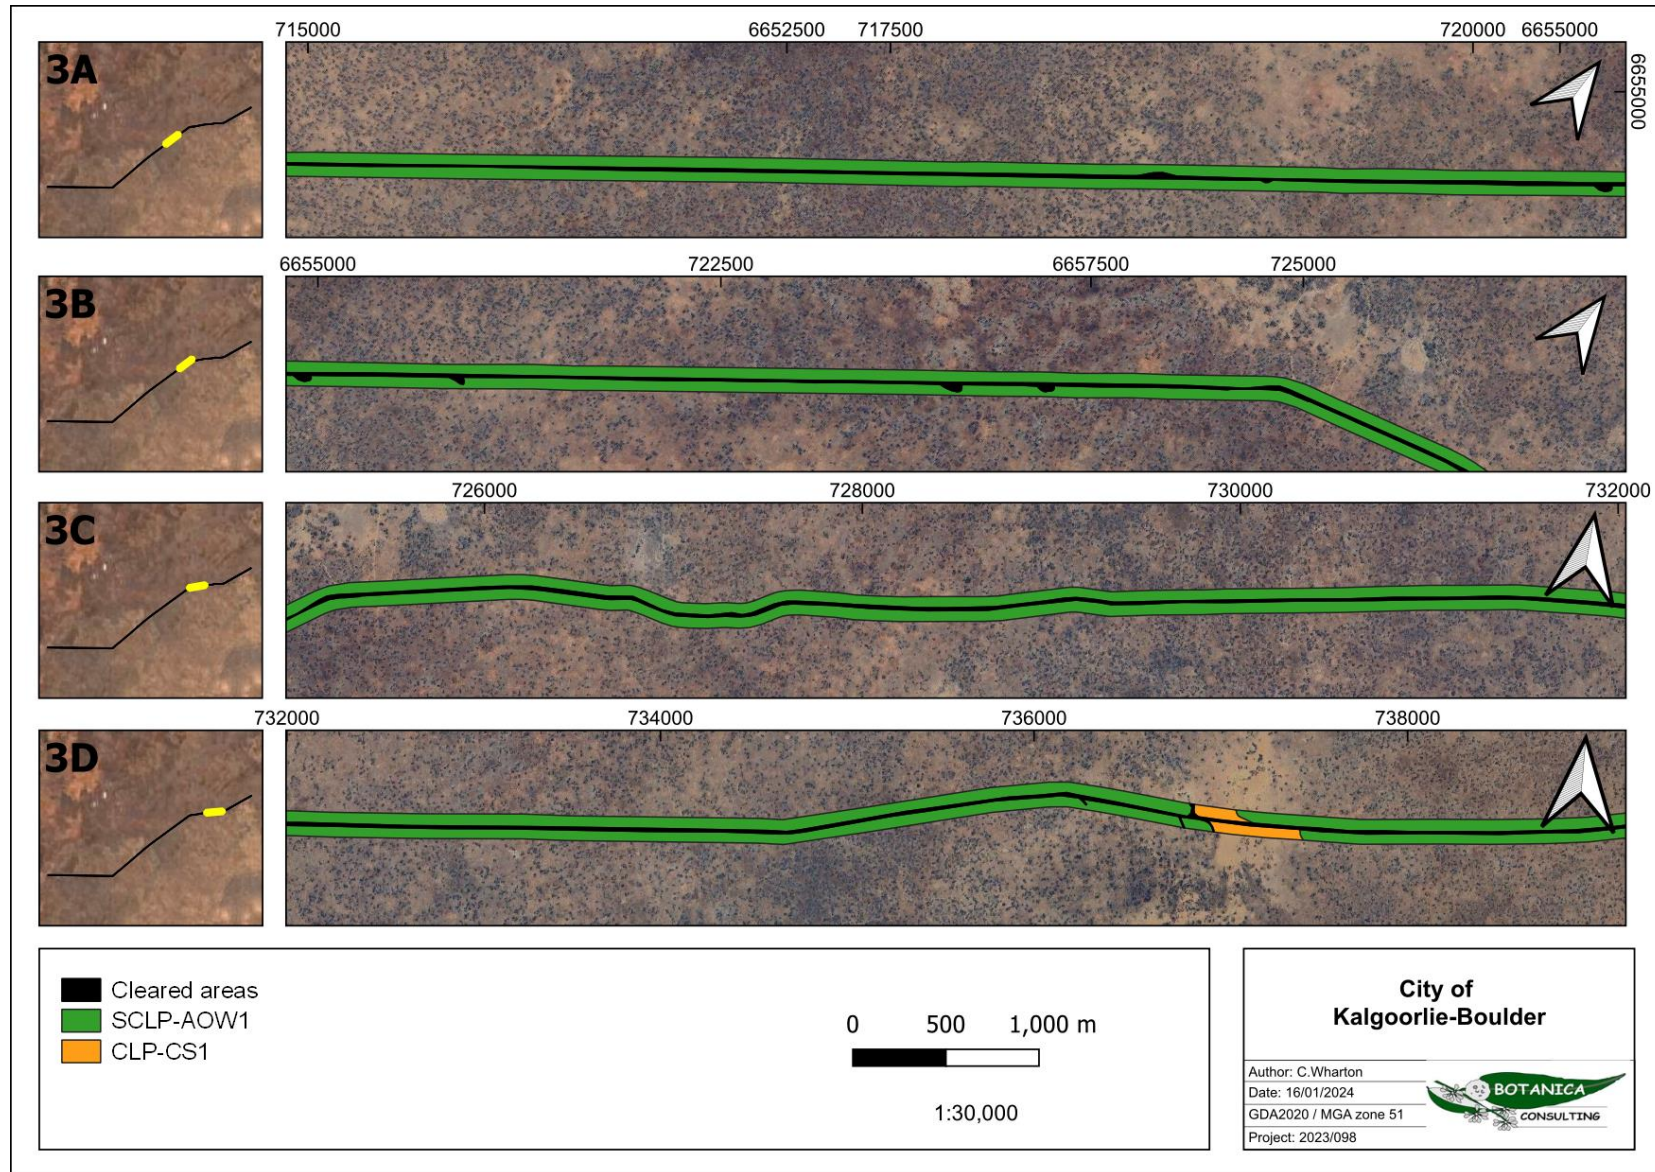 715000 6652500 717500 720000 6655000
3A
6655000
6655000 722500 6657500 725000
3B
726000 728000 730000 732000
3C
732000 734000 736000 738000
3D
Cleared areas
SCLP-AOW1
CLP-CS1
0 500 1,000 m
1:30,000
City of
Kalgoorlie-Boulder
Author: C.Wharton
Date: 16/01/2024
GDA2020 / MGA zone 51
Project: 2023/098
BOTANICA
CONSULTING